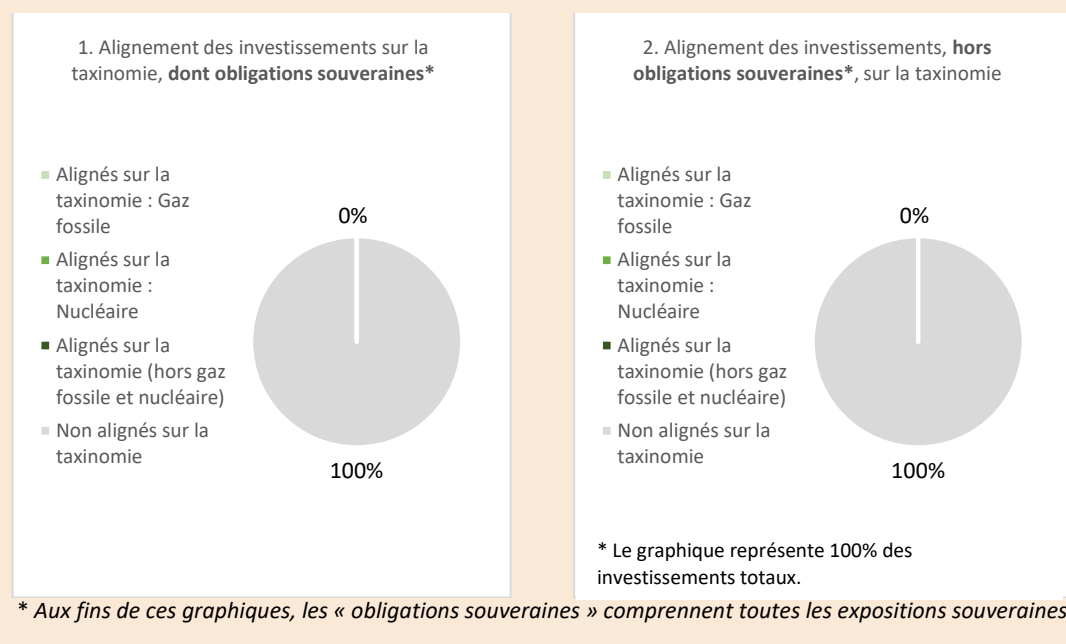 1. Alignement des investissements sur la
taxinomie, dont obligations souveraines*
Alignés sur la
taxinomie : Gaz
fossile
Alignés sur la
taxinomie :
Nucléaire
Alignés sur la
taxinomie (hors gaz
fossile et nucléaire)
Non alignés sur la
taxinomie
0%
100%
2. Alignement des investissements, hors
obligations souveraines*, sur la taxinomie
Alignés sur la
taxinomie : Gaz
fossile
Alignés sur la
taxinomie :
Nucléaire
Alignés sur la
taxinomie (hors gaz
fossile et nucléaire)
Non alignés sur la
taxinomie
0%
100%
* Le graphique représente 100% des
investissements totaux.
* Aux fins de ces graphiques, les « obligations souveraines » comprennent toutes les expositions souveraines